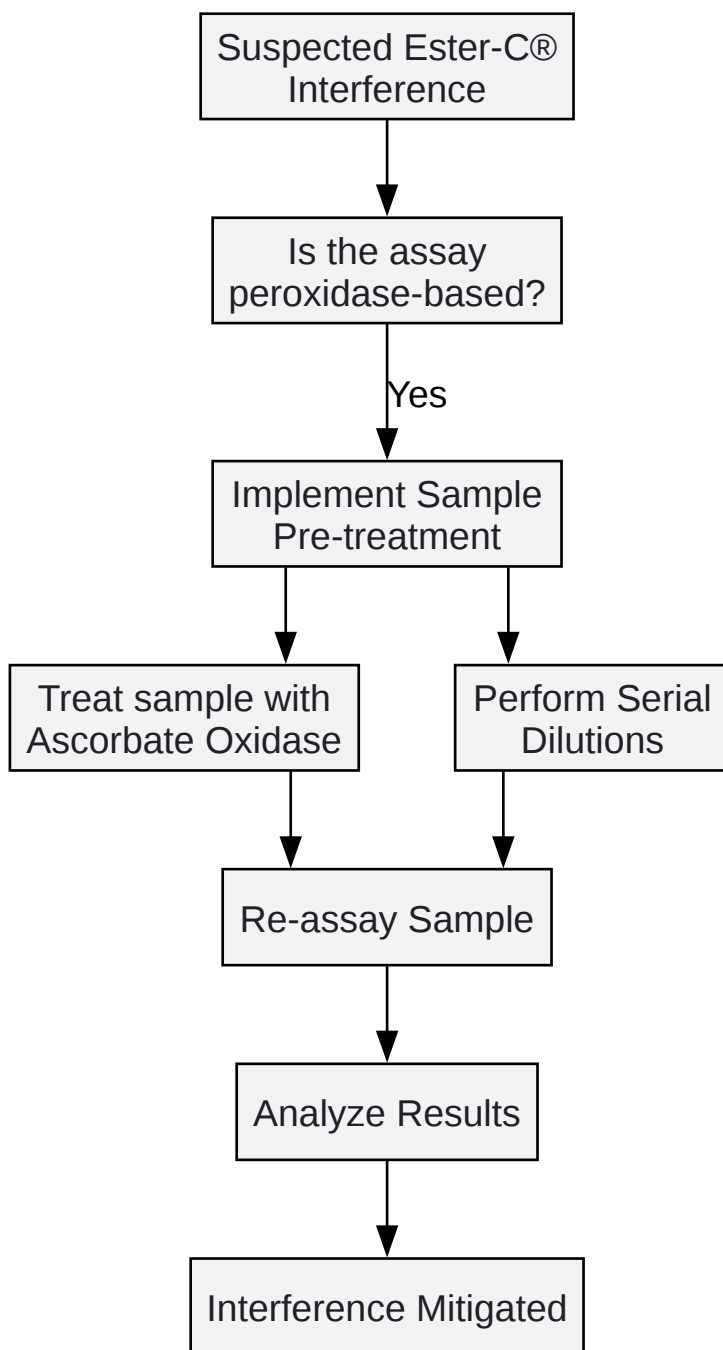 Suspected Ester-C®
Interference
Is the assay
peroxidase-based?
Yes
Implement Sample
Pre-treatment
Treat sample with
Ascorbate Oxidase
Perform Serial
Dilutions
Re-assay Sample
Analyze Results
Interference Mitigated